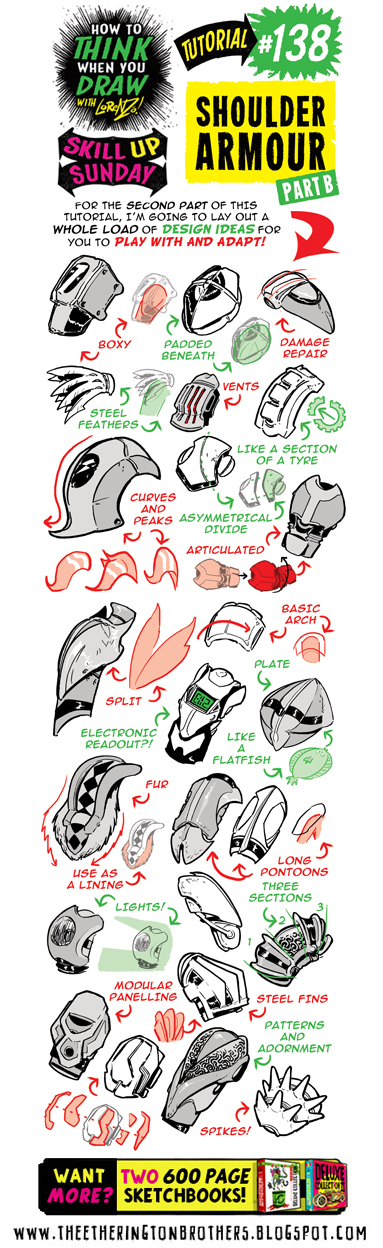 HOW TO
THINK
WHEN YOU
DRAW
WITH LORENZO!
SKILL UP
SUNDAY
TUTORIAL
#138
SHOULDER
ARMOUR
PART B
FOR THE SECOND PART OF THIS
TUTORIAL, I'M GOING TO LAY OUT A
WHOLE LOAD OF DESIGN IDEAS FOR
YOU TO PLAY WITH AND ADAPT!
BOXY
PADDED
BENEATH
DAMAGE
REPAIR
STEEL
FEATHERS
VENTS
LIKE A SECTION
OF A TYRE
CURVES
AND
PEAKS
ASYMMETRICAL
DIVIDE
ARTICULATED
SPLIT
BASIC
ARCH
PLATE
ELECTRONIC
READOUT?!
LIKE
A
FLATFISH
FUR
USE AS
A LINING
LONG
PONTOONS
LIGHTS!
THREE
SECTIONS
1
2
3
MODULAR
PANELLING
STEEL FINS
PATTERNS
AND
ADORNMENT
SPIKES!
WANT
MORE?
TWO 600 PAGE
SKETCHBOOKS!
DELUXE
COLLECTION
WWW.THEETHERINGTONBROTHERS.BLOGSPOT.COM